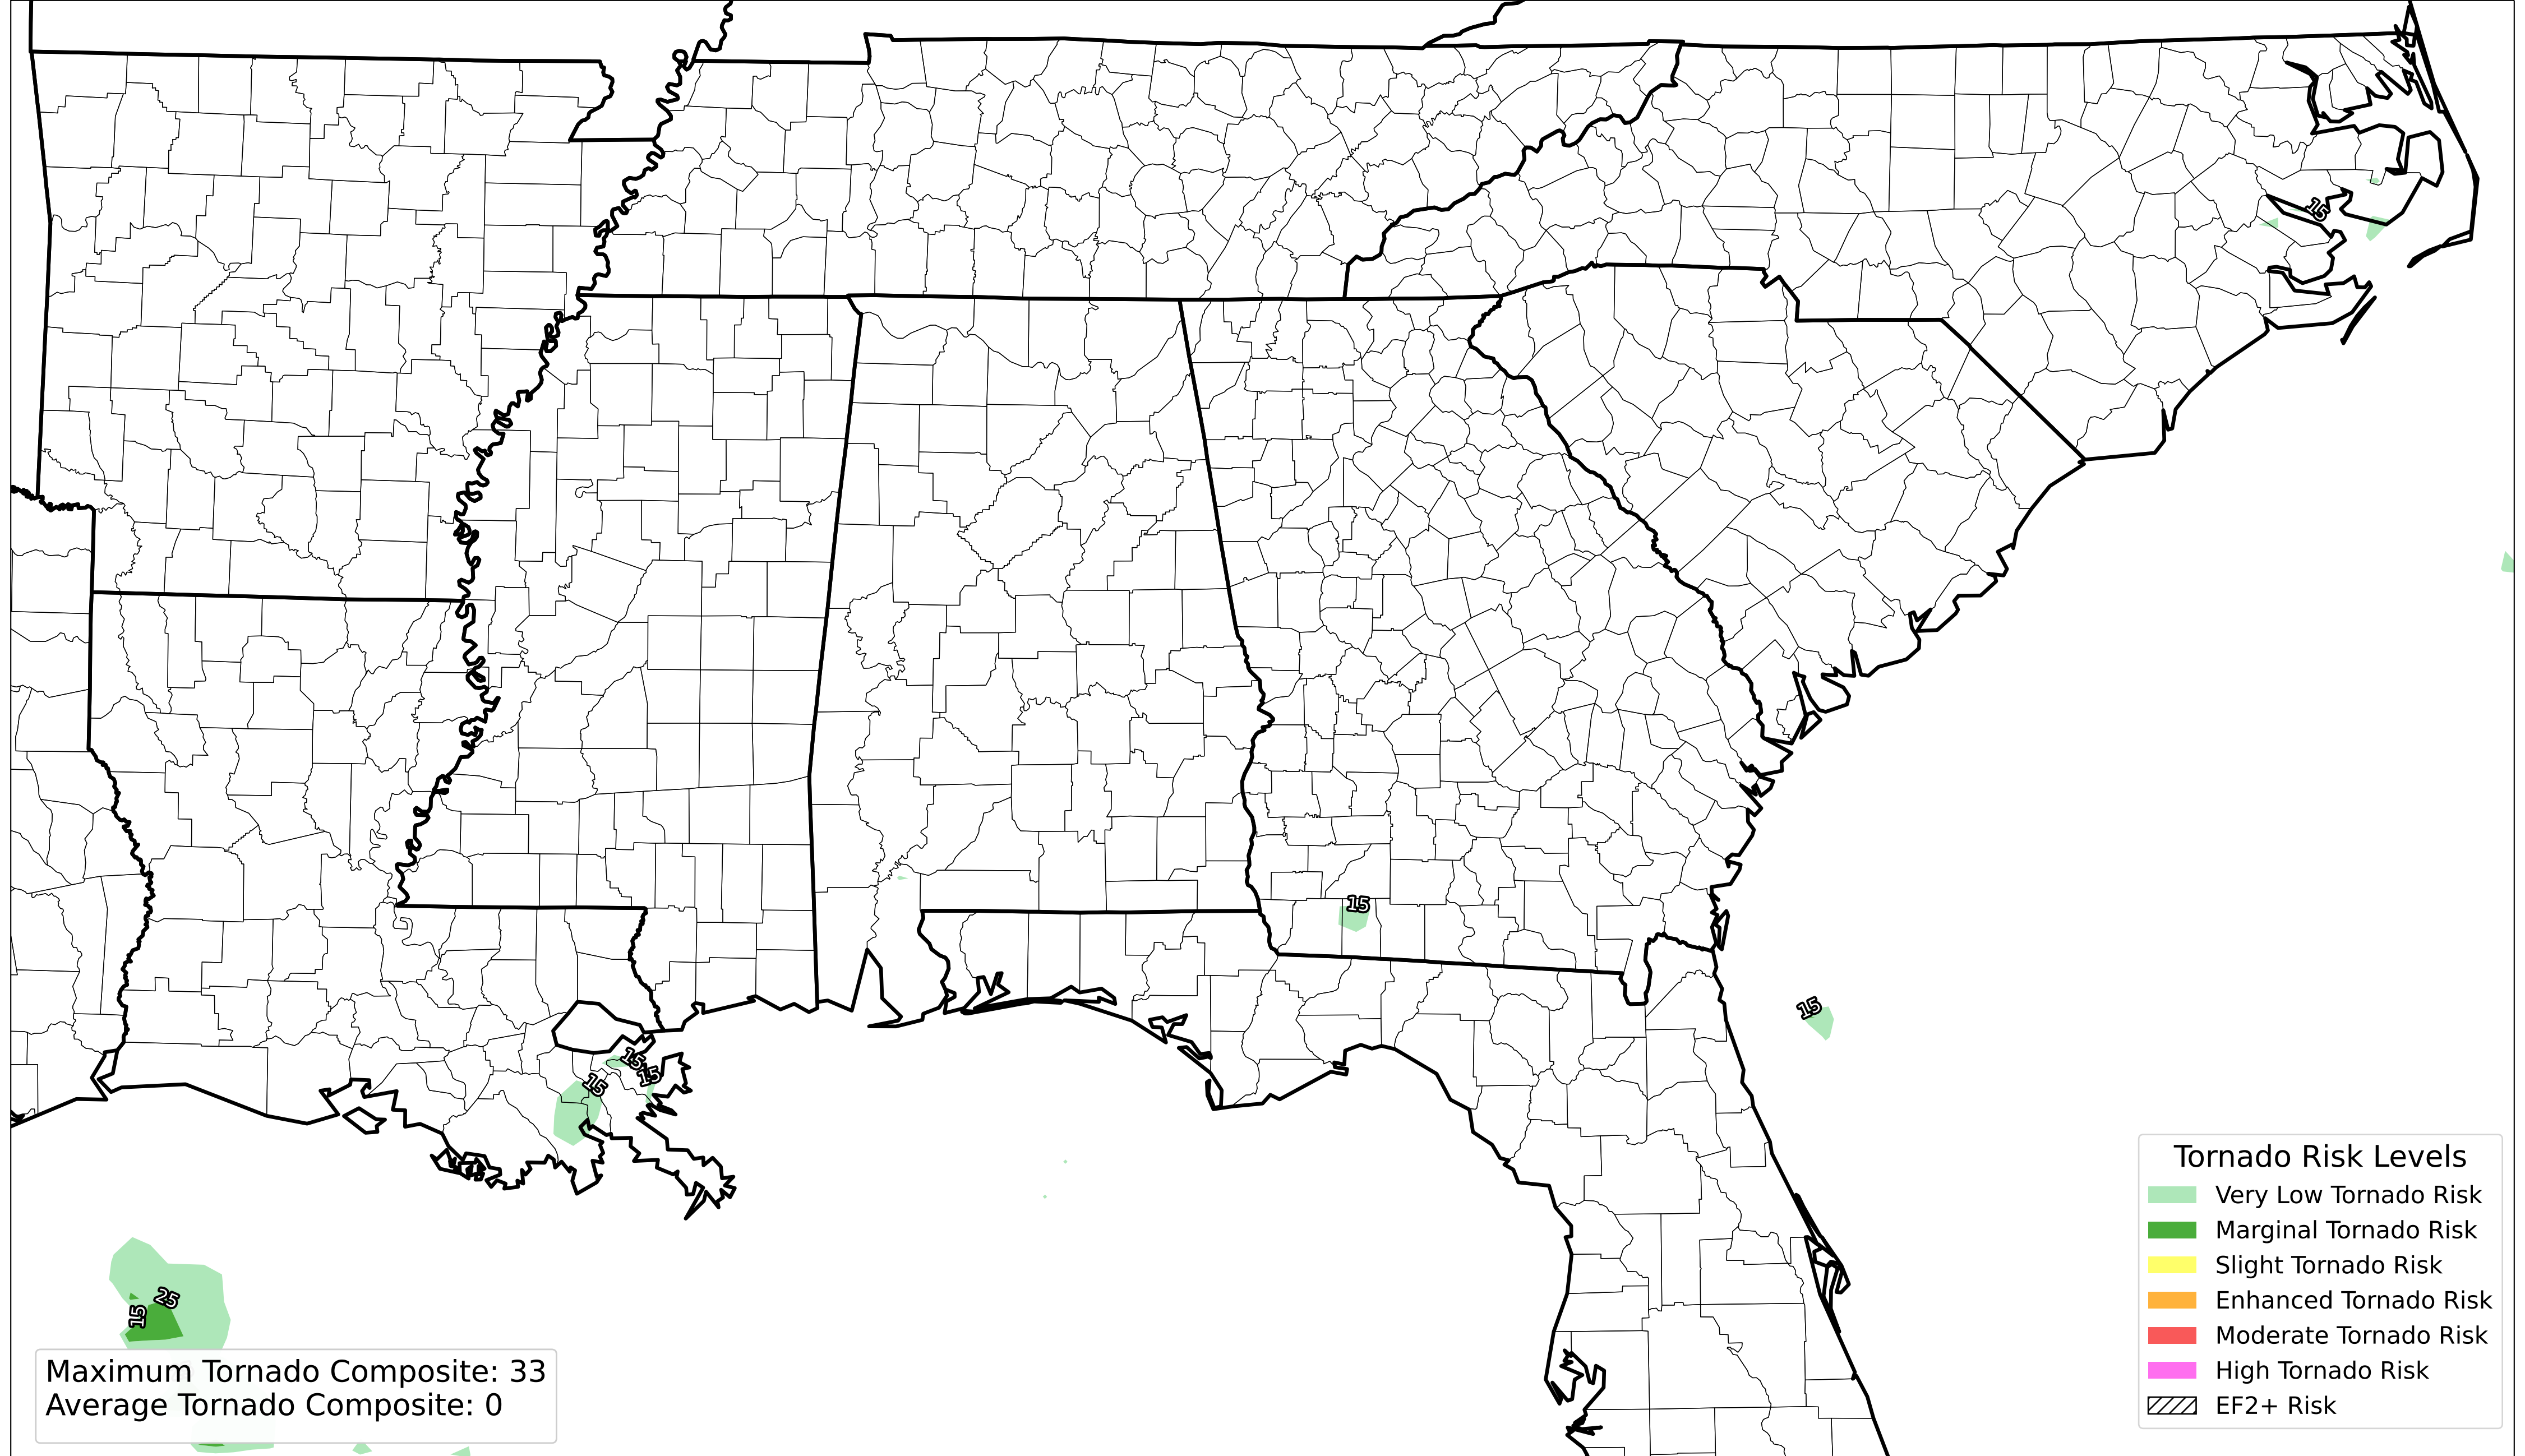 15
15
15
15
15
15
25
15
Maximum Tornado Composite: 33
Average Tornado Composite: 0
Tornado Risk Levels
Very Low Tornado Risk
Marginal Tornado Risk
Slight Tornado Risk
Enhanced Tornado Risk
Moderate Tornado Risk
High Tornado Risk
EF2+ Risk